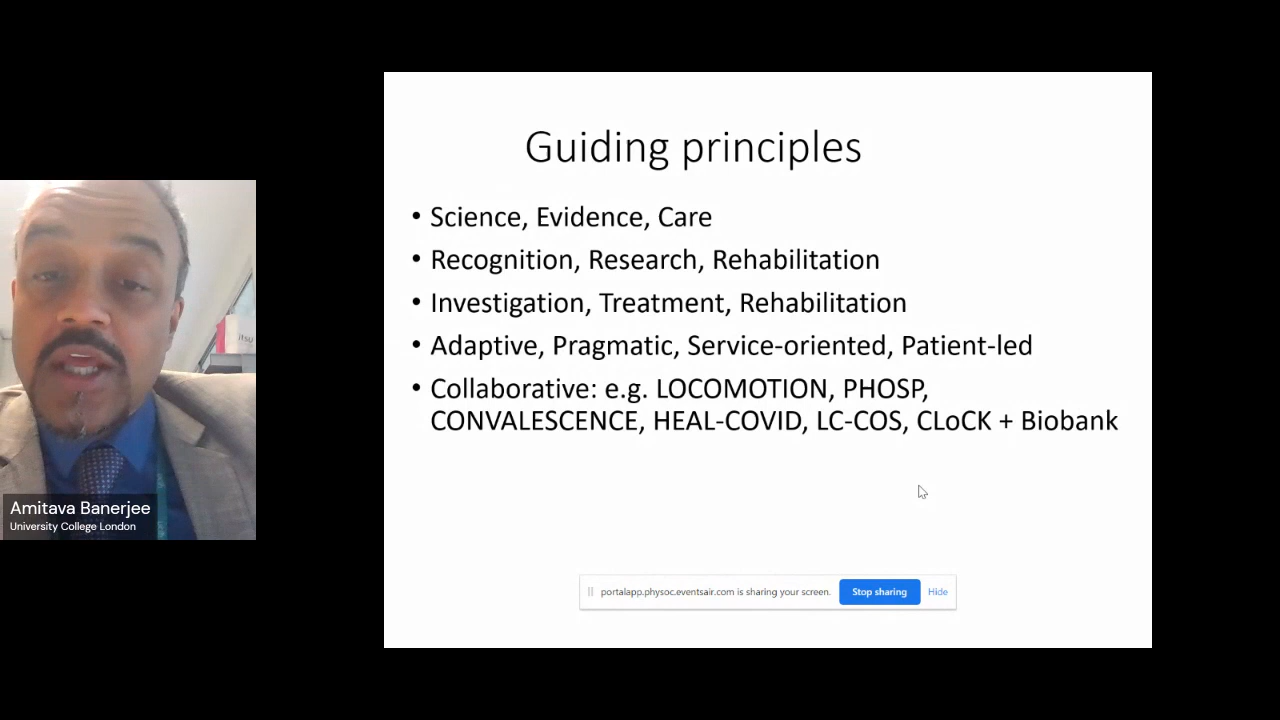 Guiding principles
• Science, Evidence, Care
• Recognition, Research, Rehabilitation
• Investigation, Treatment, Rehabilitation
• Adaptive, Pragmatic, Service-oriented, Patient-led
• Collaborative: e.g. LOCOMOTION, PHOSP,
CONVALESCENCE, HEAL-COVID, LC-COS, CLoCK + Biobank
itsu
Amitava Banerjee
University College London
portalapp.physoc.eventsair.com is sharing your screen.
Stop sharing
Hide